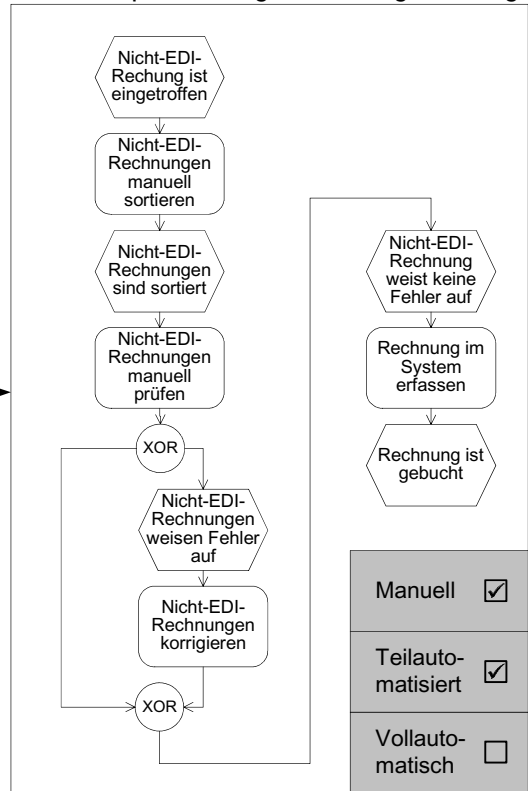 Nicht-EDI-
Rechung ist
eingetroffen
Nicht-EDI-
Rechnungen
manuell
sortieren
Nicht-EDI-
Rechnungen
sind sortiert
Nicht-EDI-
Rechnungen
manuell
prüfen
XOR
Nicht-EDI-
Rechnungen
weisen Fehler
auf
Nicht-EDI-
Rechnungen
korrigieren
XOR
Nicht-EDI-
Rechnung
weist keine
Fehler auf
Rechnung im
System
erfassen
Rechnung ist
gebucht
Manuell
Teilauto-
matisiert
Vollauto-
matisch